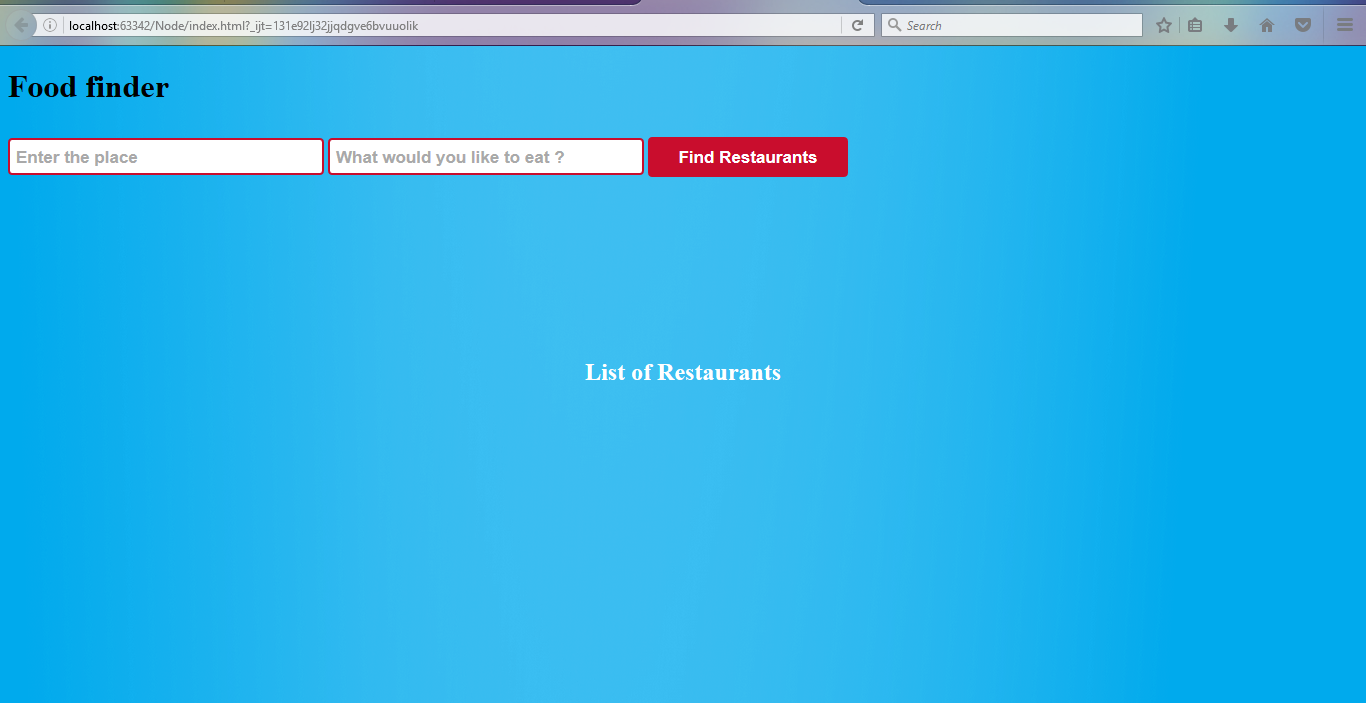 localhost:63342/Node/index.html?_ijt=131e92lj32jjqdgve6bvuuolik
Search
Food finder
Enter the place
What would you like to eat ?
Find Restaurants
List of Restaurants